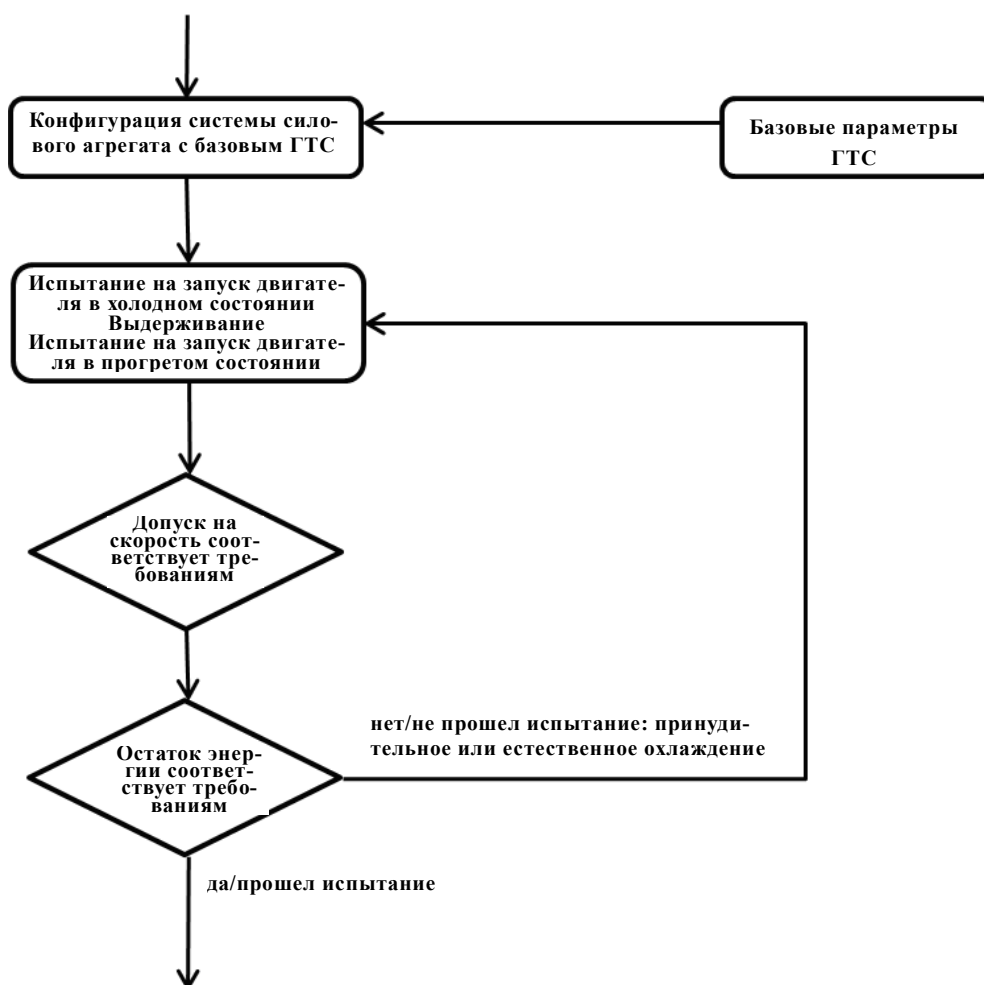 Конфигурация системы сило-
вого агрегата с базовым ГТС
Базовые параметры
ГТС
Испытание на запуск двигате-
ля в холодном состоянии
Выдерживание
Испытание на запуск двигате-
ля в прогретом состоянии
Допуск на
скорость соот-
ветствует тре-
бованиям
нет/не прошел испытание: принуди-
тельное или естественное охлаждение
Остаток энер-
гии соответ-
ствует требо-
ваниям
да/прошел испытание